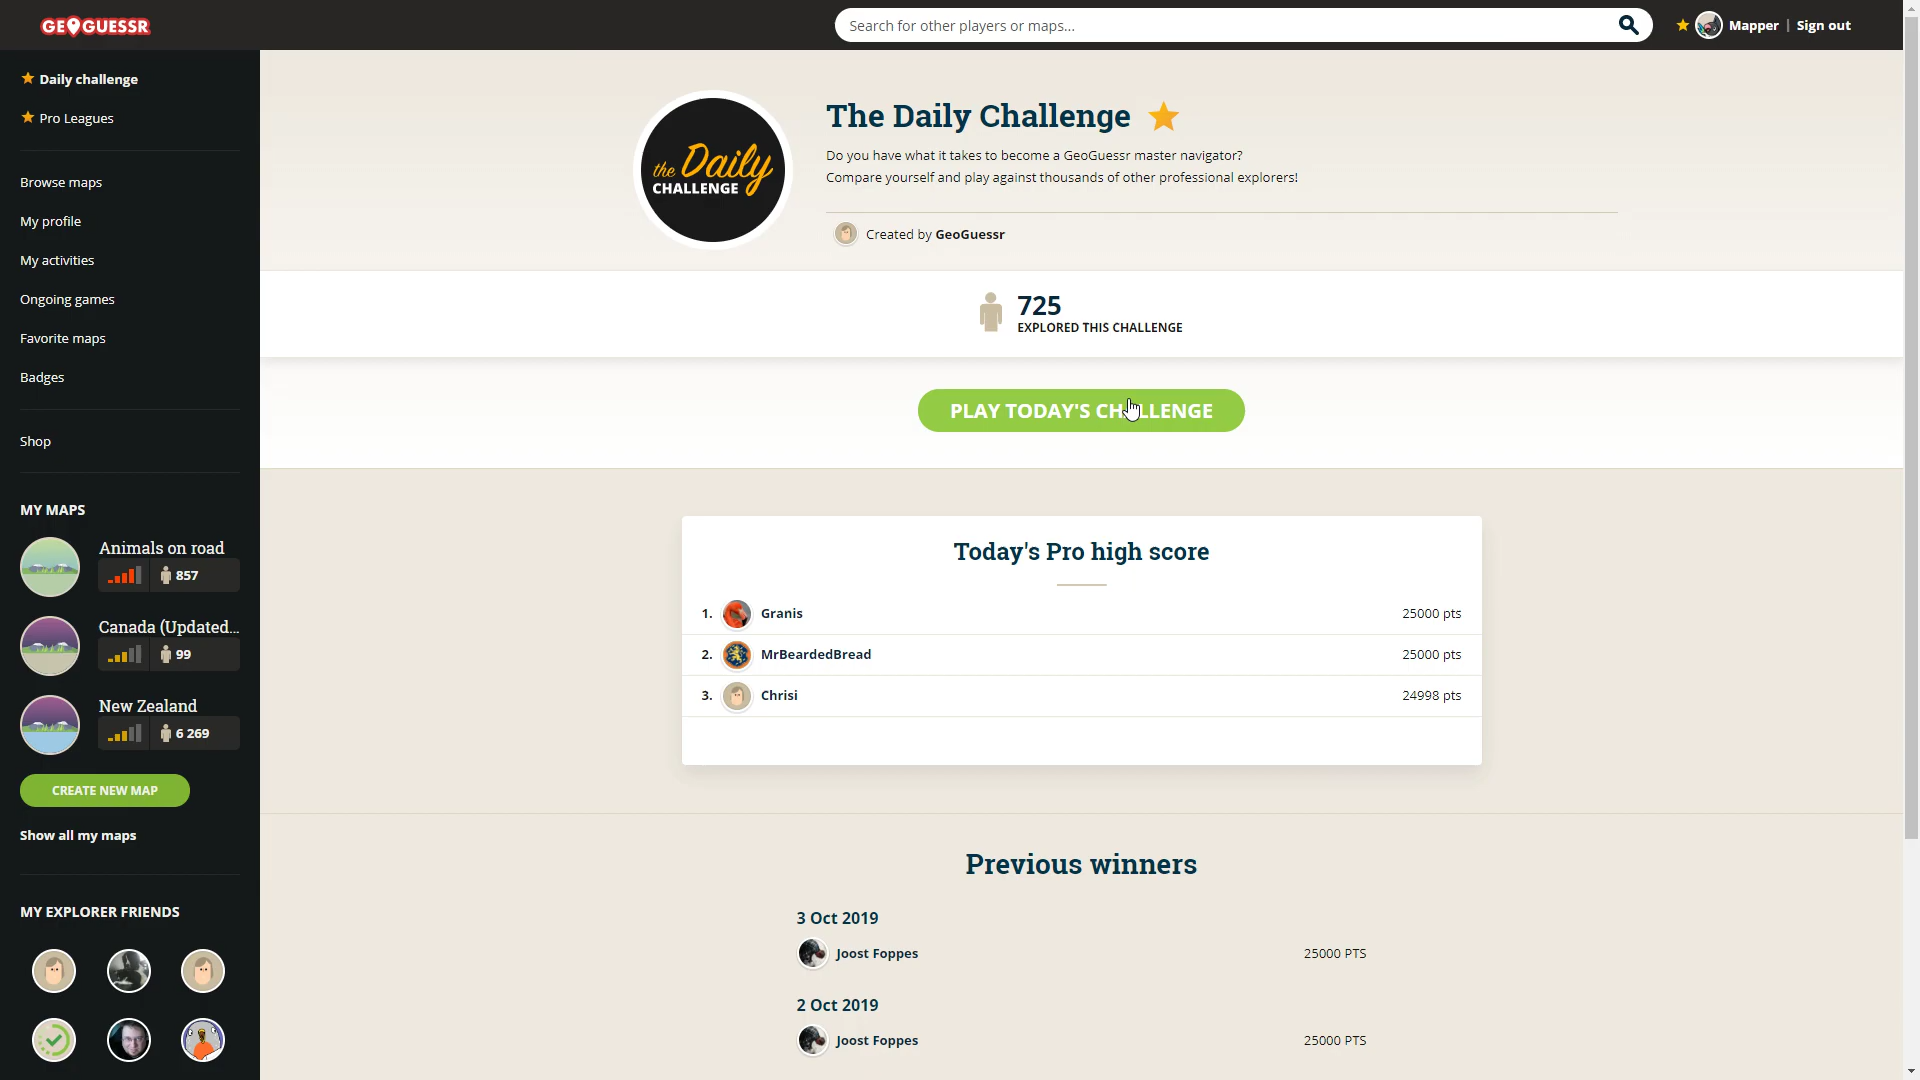 GEOGUESSR
Search for other players or maps...
Mapper | Sign out
Daily challenge
Pro Leagues
Browse maps
My profile
My activities
Ongoing games
Favorite maps
Badges
Shop
MY MAPS
Animals on road
857
Canada (Updated...
99
New Zealand
6 269
CREATE NEW MAP
Show all my maps
MY EXPLORER FRIENDS
the Daily
CHALLENGE
The Daily Challenge
Do you have what it takes to become a GeoGuessr master navigator?
Compare yourself and play against thousands of other professional explorers!
Created by GeoGuessr
725
EXPLORED THIS CHALLENGE
PLAY TODAY'S CHALLENGE
Today's Pro high score
1. Granis 25000 pts
2. MrBeardedBread 25000 pts
3. Chrisi 24998 pts
Previous winners
3 Oct 2019
Joost Foppes 25000 PTS
2 Oct 2019
Joost Foppes 25000 PTS